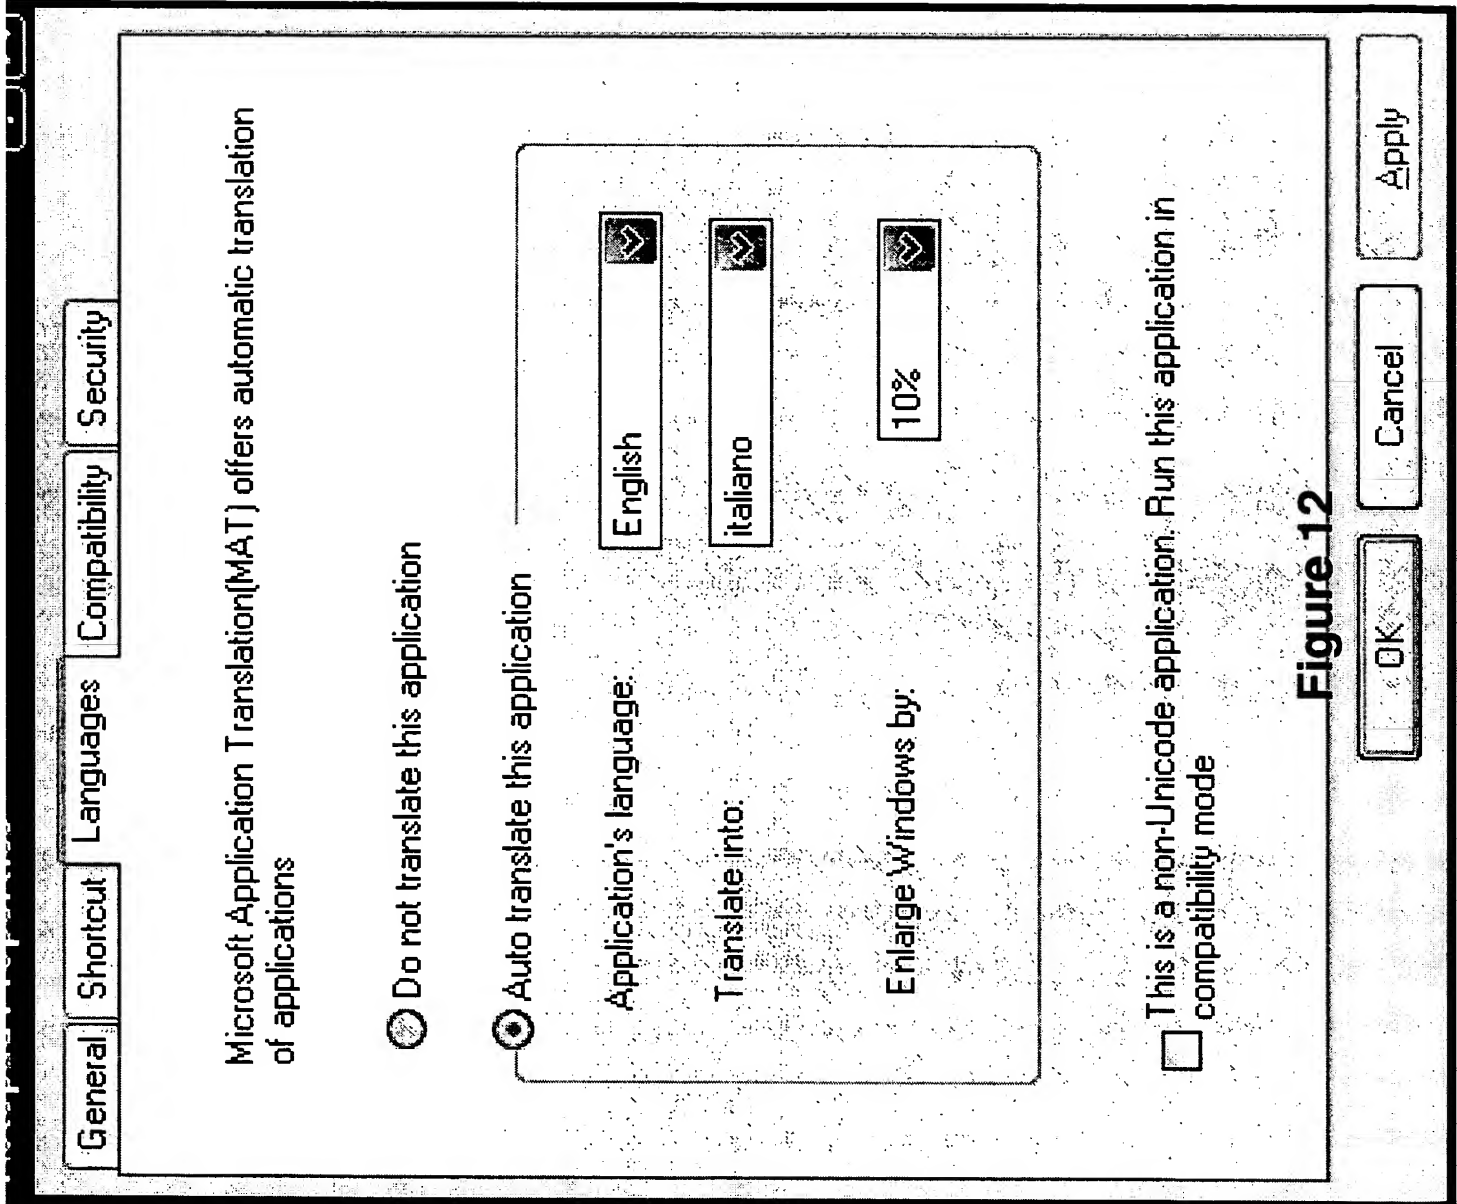 General Shortcut Languages Compatibility Security
Microsoft Application Translation(MAT) offers automatic translation
of applications
Do not translate this application
Auto translate this application
Application's language: English
Translate into: italiano
Enlarge Windows by: 10%
This is a non-Unicode application. Run this application in
compatibility mode
Figure 12
OK Cancel Apply